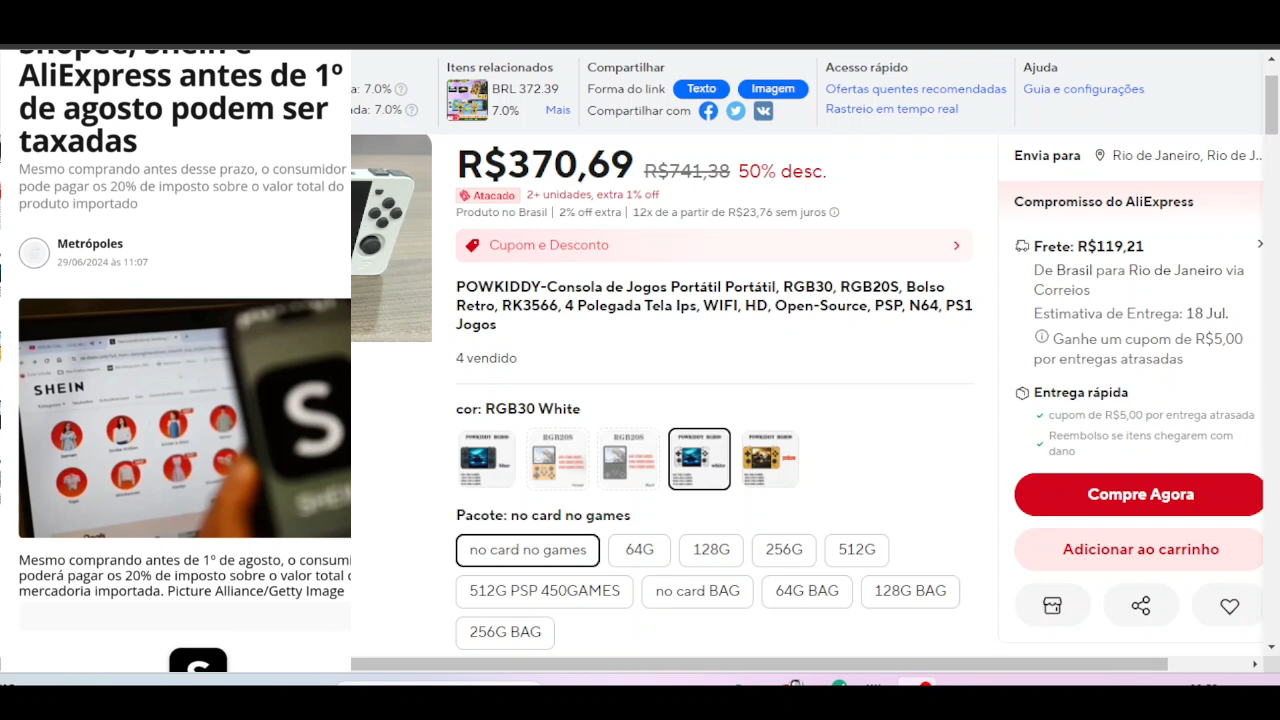 Shopee, Shein e
AliExpress antes de 1º
de agosto podem ser
taxadas
Mesmo comprando antes desse prazo, o consumidor
pode pagar os 20% de imposto sobre o valor total do
produto importado
Metrópoles
29/06/2024 às 11:07
SHEIN
S
Mesmo comprando antes de 1º de agosto, o consumi
poderá pagar os 20% de imposto sobre o valor total d
mercadoria importada. Picture Alliance/Getty Image
a: 7.0%
da: 7.0%
Itens relacionados
BRL 372.39
7.0% Mais
Compartilhar
Forma do link Texto Imagem
Compartilhar com
Acesso rápido
Ofertas quentes recomendadas
Rastreio em tempo real
Ajuda
Guia e configurações
R$370,69 R$741,38 50% desc.
Atacado 2+ unidades, extra 1% off
Produto no Brasil | 2% off extra | 12x de a partir de R$23,76 sem juros
Cupom e Desconto
POWKIDDY-Consola de Jogos Portátil Portátil, RGB30, RGB20S, Bolso
Retro, RK3566, 4 Polegada Tela Ips, WIFI, HD, Open-Source, PSP, N64, PS1
Jogos
4 vendido
cor: RGB30 White
POWKIDDY RGB30
RGB20S
RGB20S
POWKIDDY RGB30
white
POWKIDDY RGB30
Pacote: no card no games
no card no games 64G 128G 256G 512G
512G PSP 450GAMES no card BAG 64G BAG 128G BAG
256G BAG
Envia para Rio de Janeiro, Rio de J...
Compromisso do AliExpress
Frete: R$119,21
De Brasil para Rio de Janeiro via
Correios
Estimativa de Entrega: 18 Jul.
Ganhe um cupom de R$5,00
por entregas atrasadas
Entrega rápida
cupom de R$5,00 por entrega atrasada
Reembolso se itens chegarem com
dano
Compre Agora
Adicionar ao carrinho